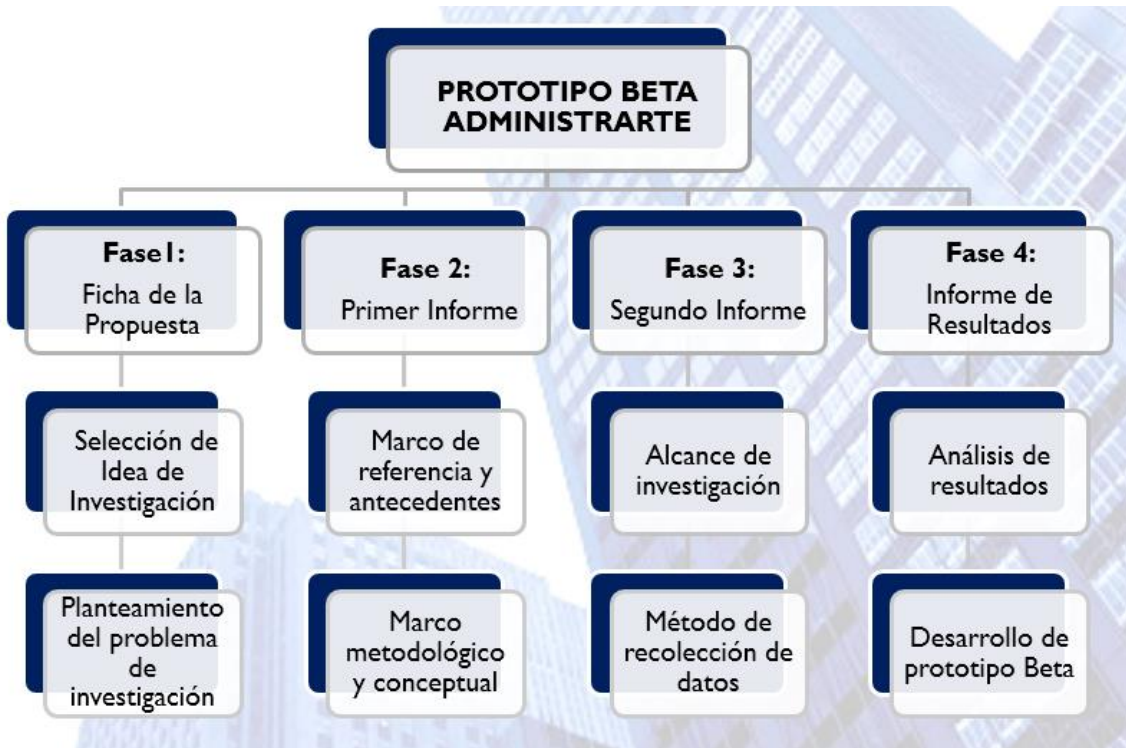 PROTOTIPO BETA
ADMINISTRARTE
Fase1:
Ficha de la
Propuesta
Fase 2:
Primer Informe
Fase 3:
Segundo Informe
Fase 4:
Informe de
Resultados
Selección de
Idea de
Investigación
Marco de
referencia y
antecedentes
Alcance de
investigación
Análisis de
resultados
Planteamiento
del problema
de
investigación
Marco
metodológico
y conceptual
Método de
recolección de
datos
Desarrollo de
prototipo Beta